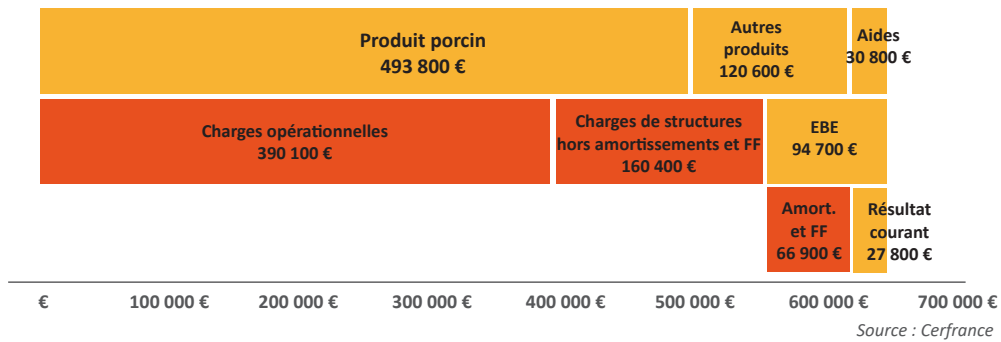 Produit porcin
493 800 €
Autres
produits
120 600 €
Aides
30 800 €
Charges opérationnelles
390 100 €
Charges de structures
hors amortissements et FF
160 400 €
EBE
94 700 €
Amort.
et FF
66 900 €
Résultat
courant
27 800 €
€ 100 000 € 200 000 € 300 000 € 400 000 € 500 000 € 600 000 € 700 000 €
Source : Cerfrance